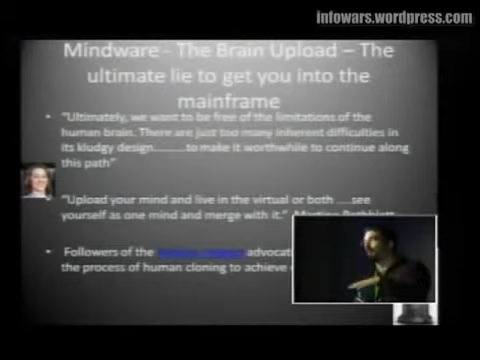 infowars.wordpress.com
Mindware - The Brain Upload – The
ultimate lie to get you into the
mainframe
• "Ultimately, we want to be free of the limitations of the
human brain. There are just too many inherent difficulties in
its kludgy design..........to make it worthwhile to continue along
this path"
"Upload your mind and live in the virtual or both ....see
yourself as one mind and merge with it." Martine Rothblatt
• Followers of the
the process of human cloning to achieve